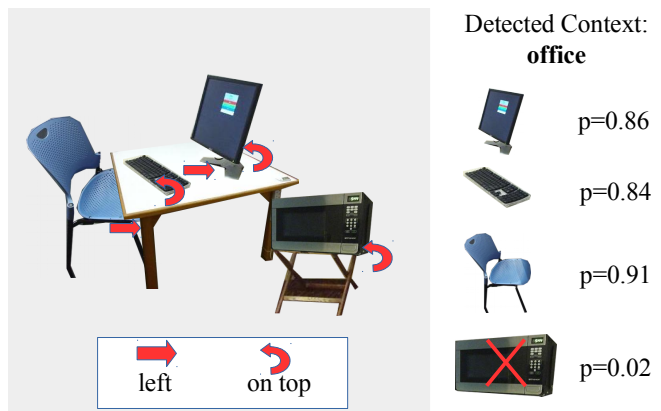 Detected Context:
office
p=0.86
p=0.84
p=0.91
p=0.02
left
on top